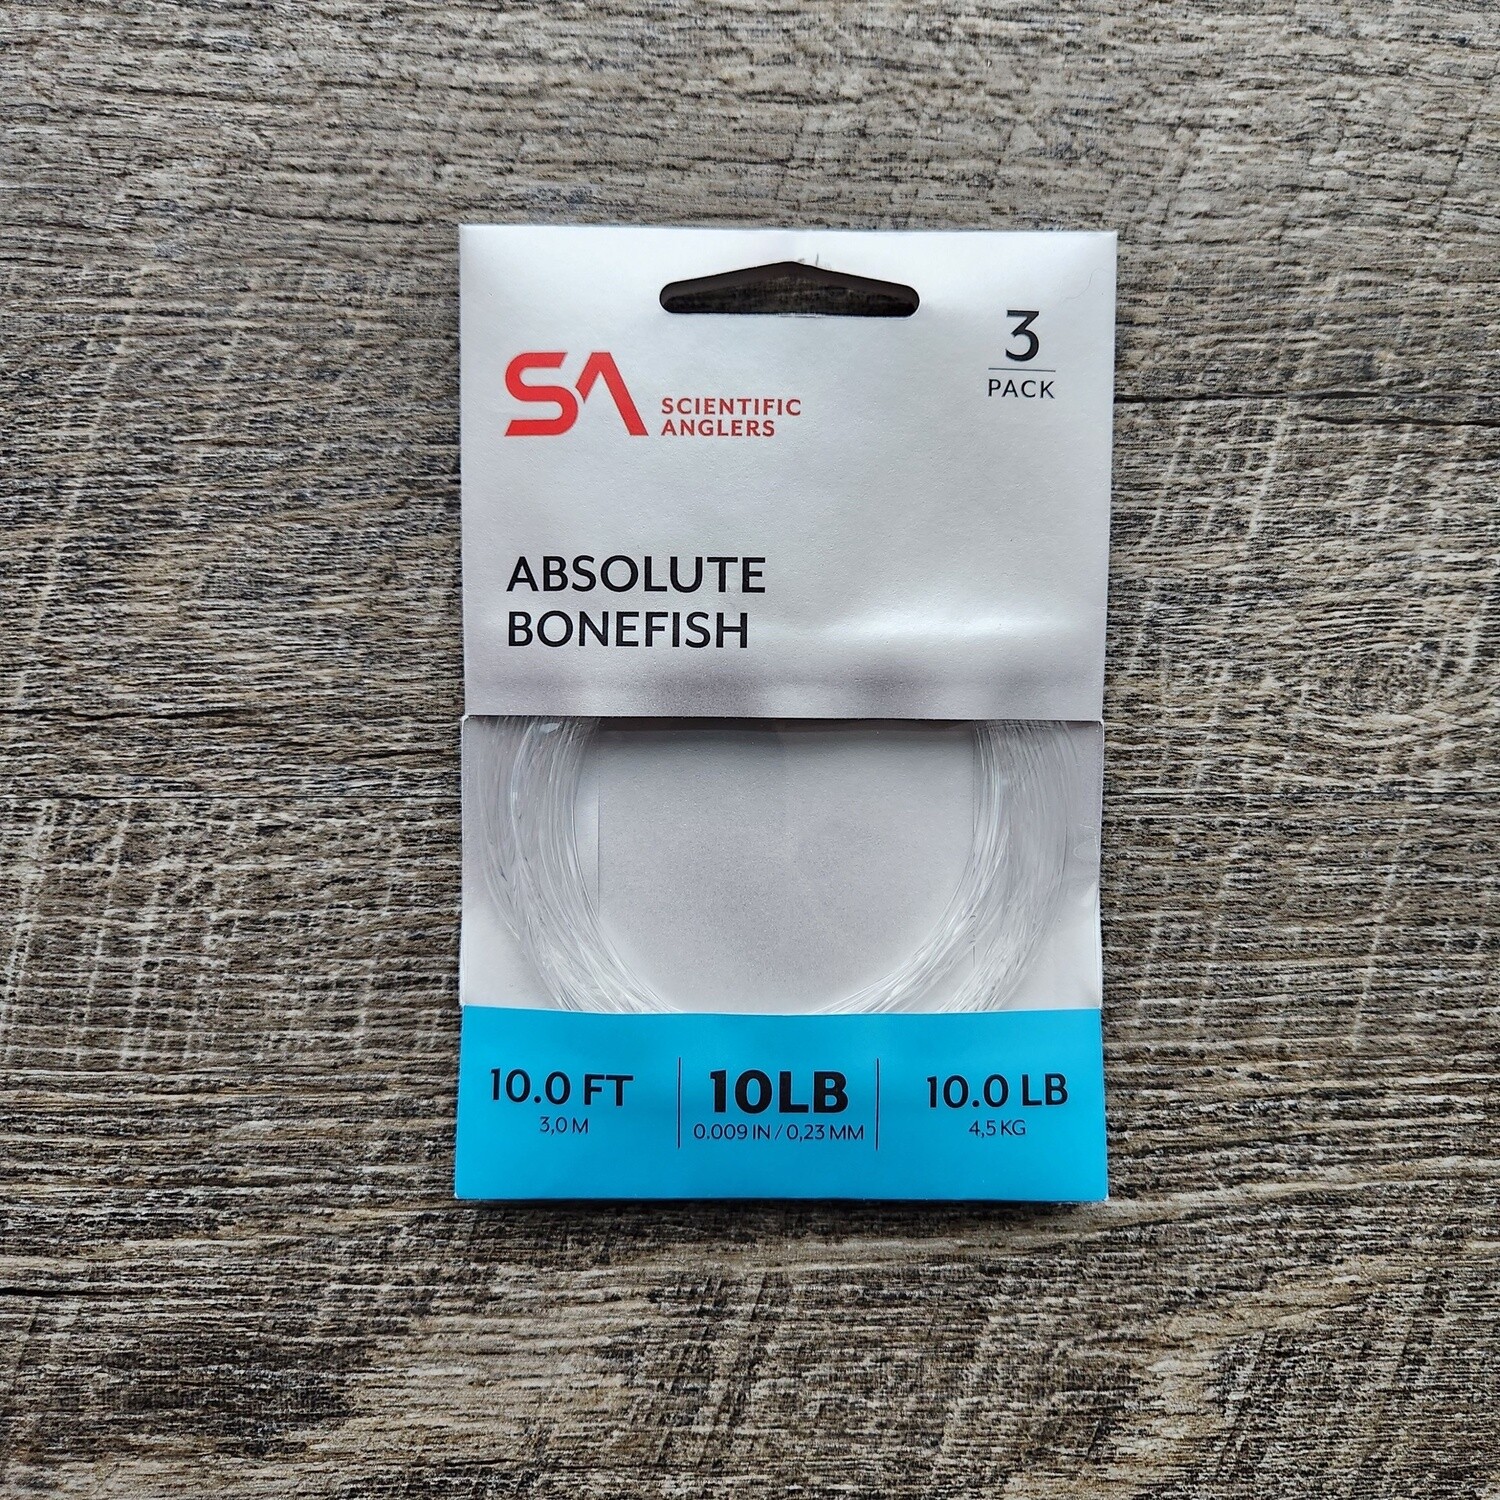 3
PACK
SA
SCIENTIFIC
ANGLERS
ABSOLUTE
BONEFISH
10.0 FT
3,0 M
10LB
0.009 IN / 0,23 MM
10.0 LB
4,5 KG